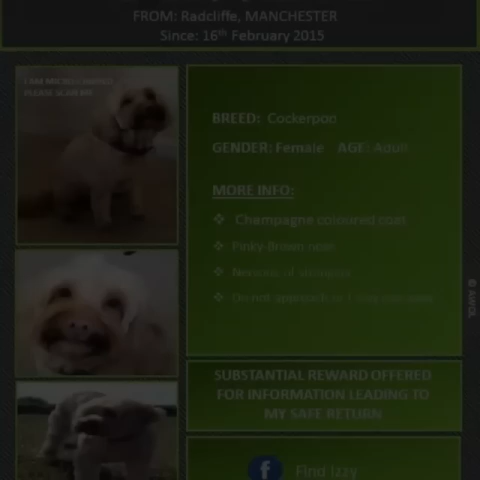 FROM: Radcliffe, MANCHESTER
Since: 16th February 2015
I AM MICRO-CHIPPED
PLEASE SCAN ME
BREED: Cockerpoo
GENDER: Female AGE: Adult
MORE INFO:
❖ Champagne coloured coat
❖ Pinky-Brown nose
❖ Nervous of strangers
❖ Do not approach or
SUBSTANTIAL REWARD OFFERED
FOR INFORMATION LEADING TO
MY SAFE RETURN
f Find Izzy